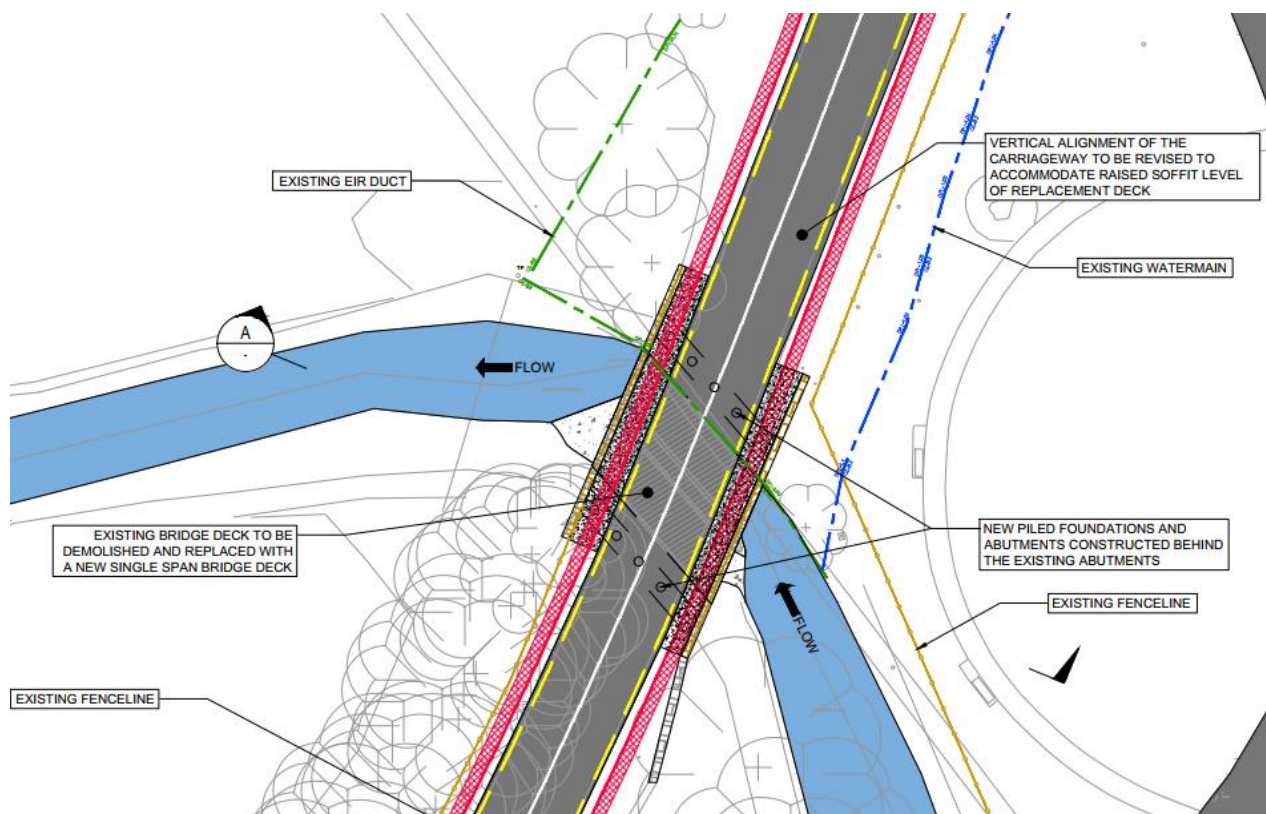 VERTICAL ALIGNMENT OF THE
CARRIAGEWAY TO BE REVISED TO
ACCOMMODATE RAISED SOFFIT LEVEL
OF REPLACEMENT DECK
EXISTING EIR DUCT
EXISTING WATERMAIN
TP
A
-
FLOW
EXISTING BRIDGE DECK TO BE
DEMOLISHED AND REPLACED WITH
A NEW SINGLE SPAN BRIDGE DECK
NEW PILED FOUNDATIONS AND
ABUTMENTS CONSTRUCTED BEHIND
THE EXISTING ABUTMENTS
EXISTING FENCELINE
FLOW
EXISTING FENCELINE